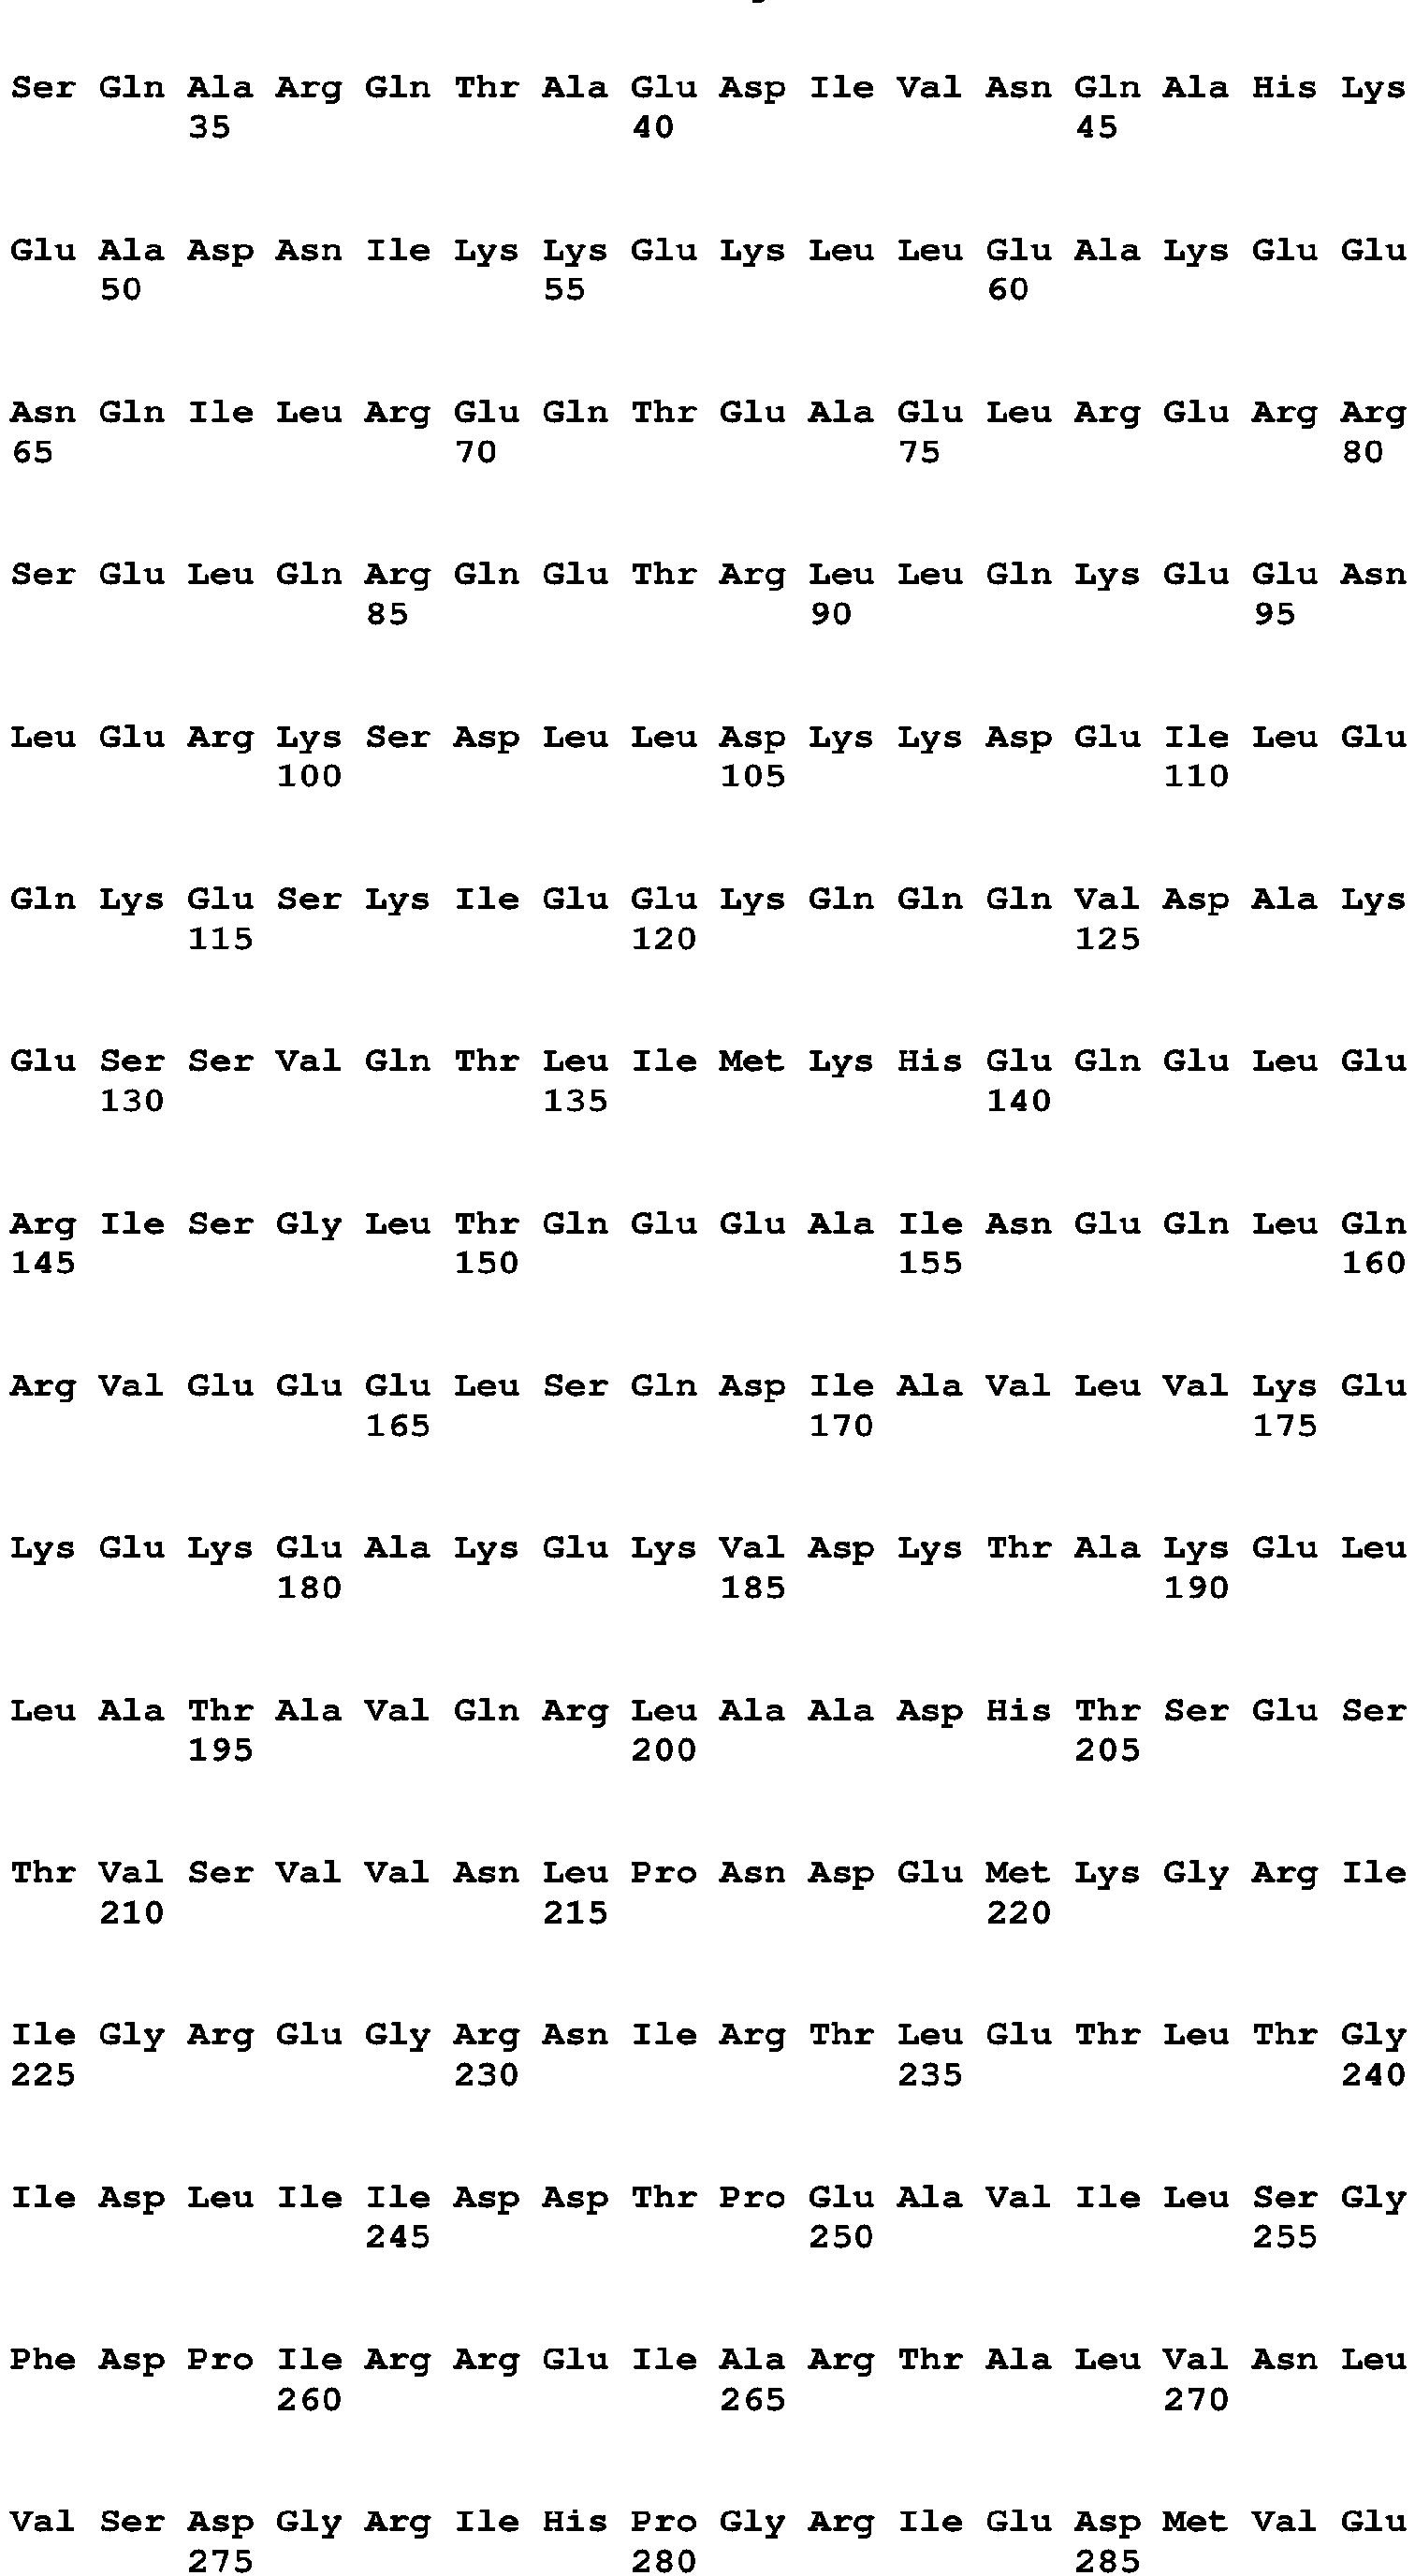 Ser Gln Ala Arg Gln Thr Ala Glu Asp Ile Val Asn Gln Ala His Lys
35 40 45
Glu Ala Asp Asn Ile Lys Lys Glu Lys Leu Leu Glu Ala Lys Glu Glu
50 55 60
Asn Gln Ile Leu Arg Glu Gln Thr Glu Ala Glu Leu Arg Glu Arg Arg
65 70 75 80
Ser Glu Leu Gln Arg Gln Glu Thr Arg Leu Leu Gln Lys Glu Glu Asn
85 90 95
Leu Glu Arg Lys Ser Asp Leu Leu Asp Lys Lys Asp Glu Ile Leu Glu
100 105 110
Gln Lys Glu Ser Lys Ile Glu Glu Lys Gln Gln Gln Val Asp Ala Lys
115 120 125
Glu Ser Ser Val Gln Thr Leu Ile Met Lys His Glu Gln Glu Leu Glu
130 135 140
Arg Ile Ser Gly Leu Thr Gln Glu Glu Ala Ile Asn Glu Gln Leu Gln
145 150 155 160
Arg Val Glu Glu Glu Leu Ser Gln Asp Ile Ala Val Leu Val Lys Glu
165 170 175
Lys Glu Lys Glu Ala Lys Glu Lys Val Asp Lys Thr Ala Lys Glu Leu
180 185 190
Leu Ala Thr Ala Val Gln Arg Leu Ala Ala Asp His Thr Ser Glu Ser
195 200 205
Thr Val Ser Val Val Asn Leu Pro Asn Asp Glu Met Lys Gly Arg Ile
210 215 220
Ile Gly Arg Glu Gly Arg Asn Ile Arg Thr Leu Glu Thr Leu Thr Gly
225 230 235 240
Ile Asp Leu Ile Ile Asp Asp Thr Pro Glu Ala Val Ile Leu Ser Gly
245 250 255
Phe Asp Pro Ile Arg Arg Glu Ile Ala Arg Thr Ala Leu Val Asn Leu
260 265 270
Val Ser Asp Gly Arg Ile His Pro Gly Arg Ile Glu Asp Met Val Glu
275 280 285